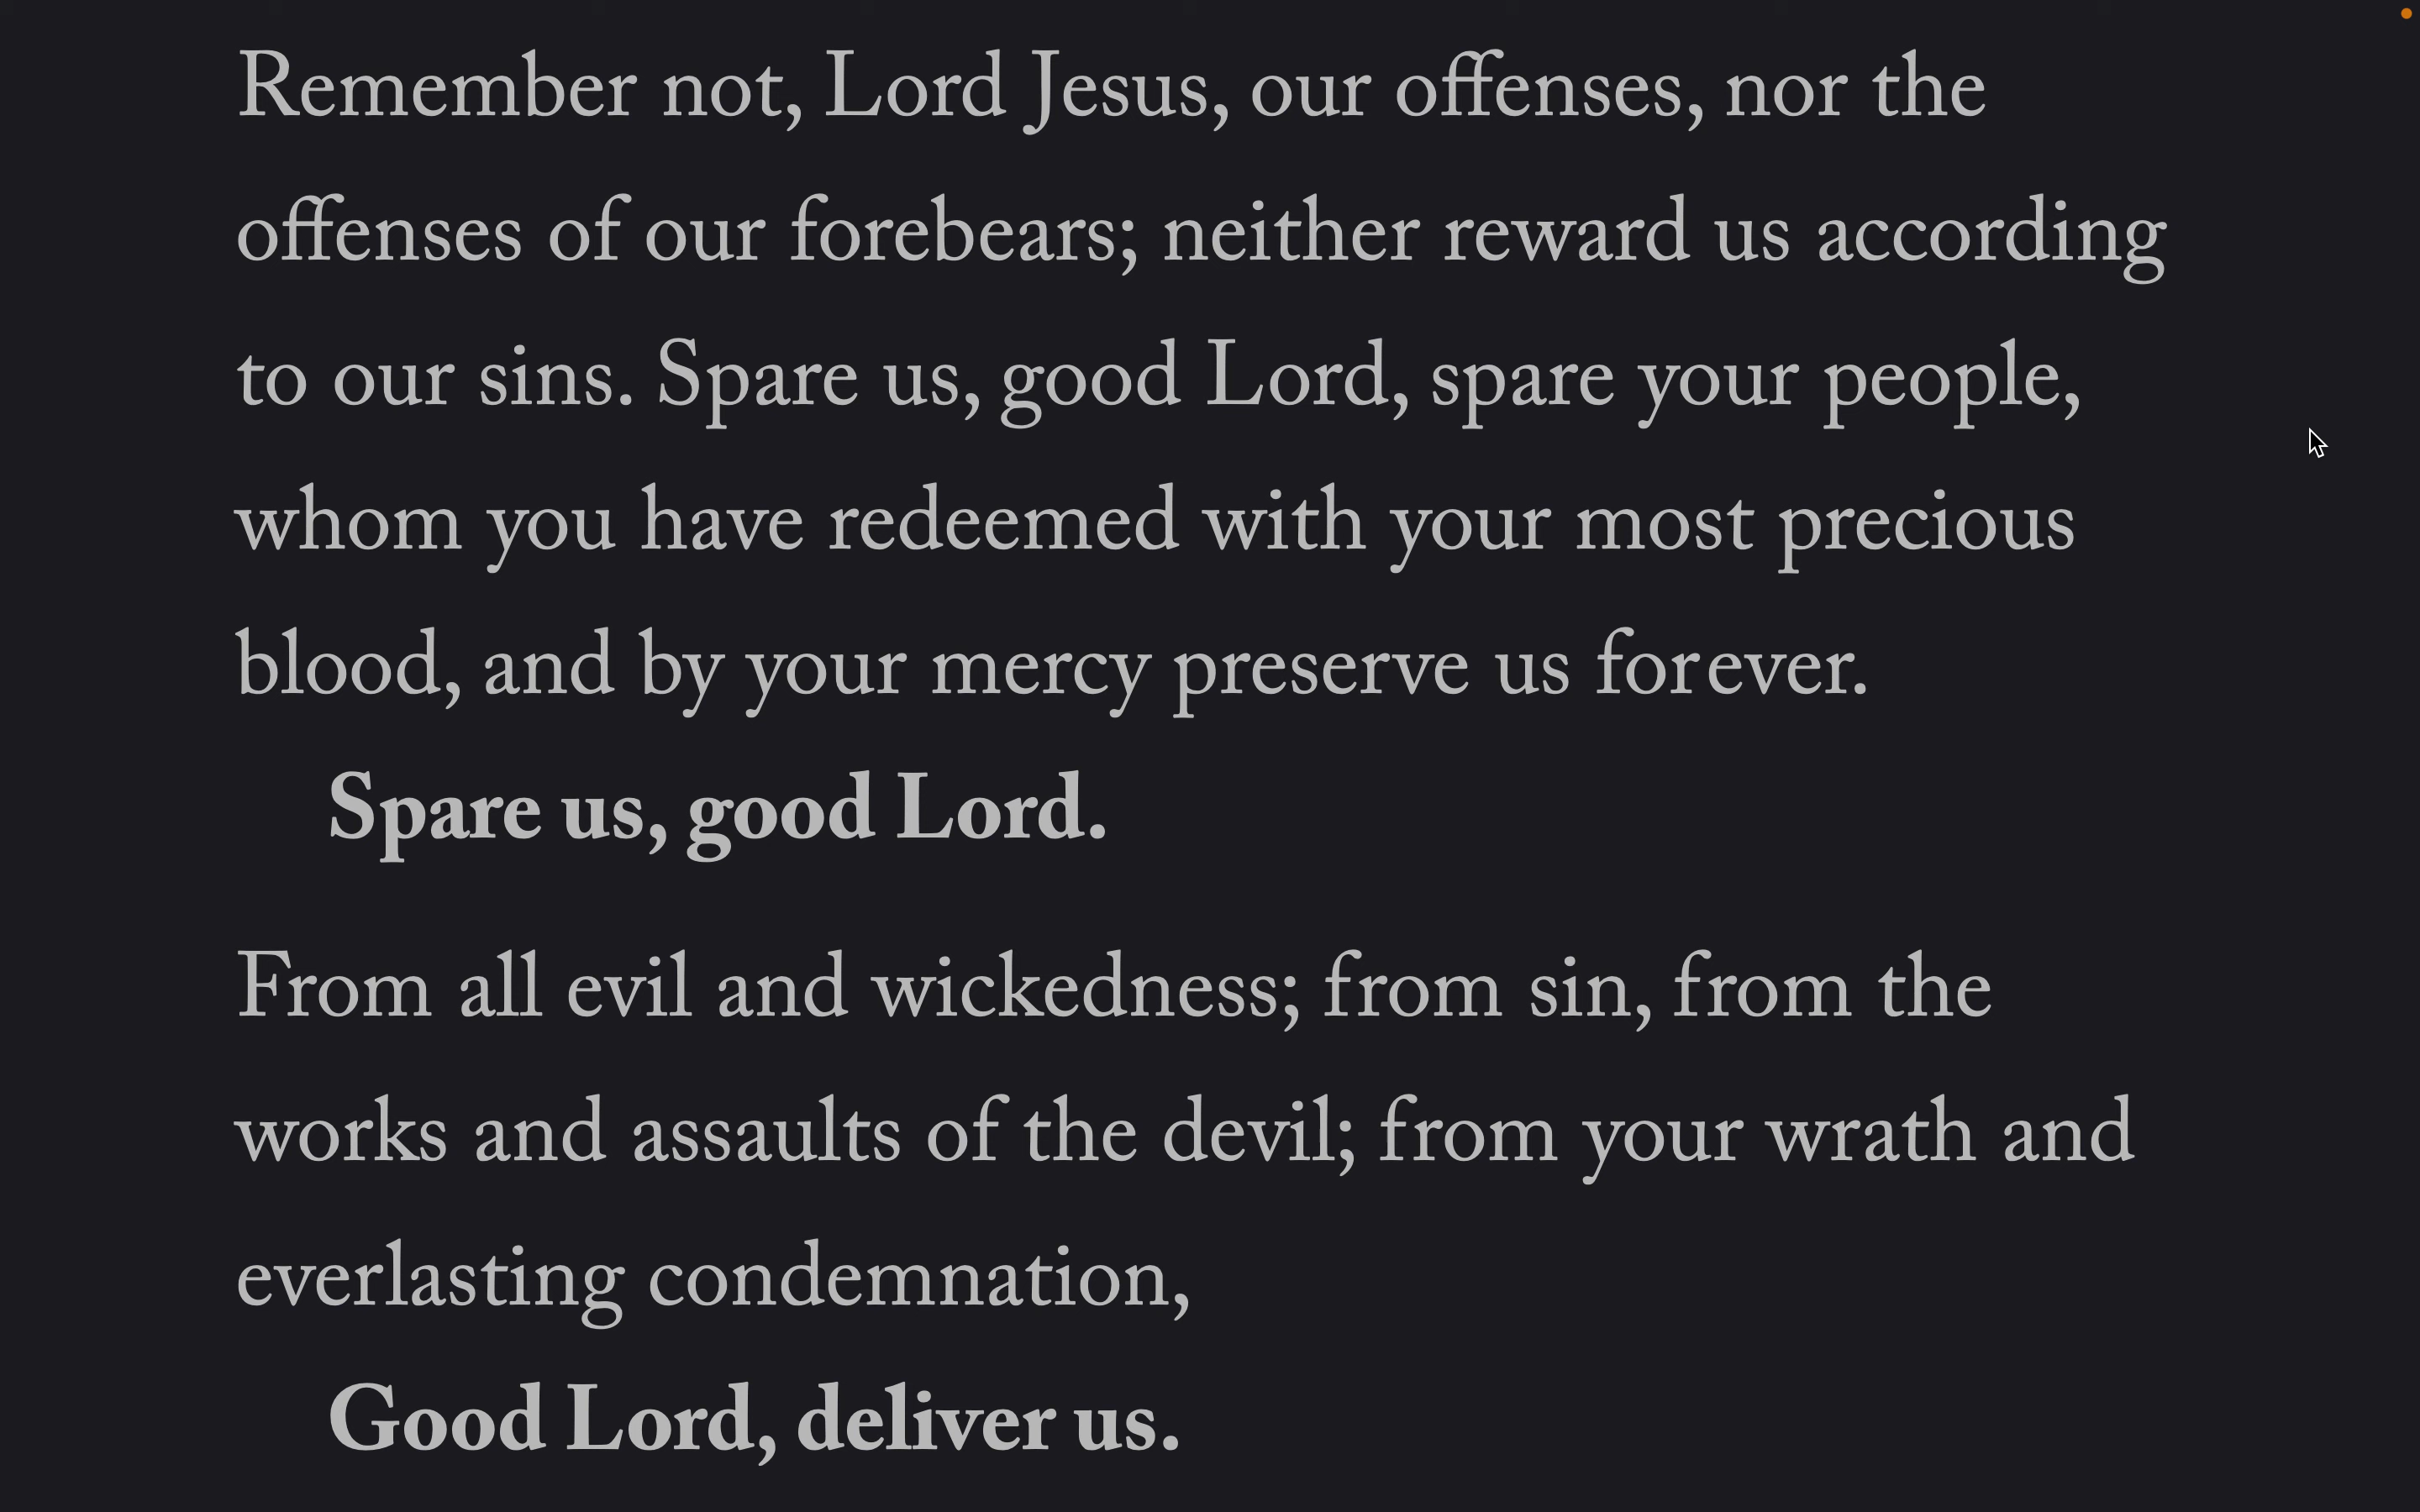 Remember not, Lord Jesus, our offenses, nor the
offenses of our forebears; neither reward us according
to our sins. Spare us, good Lord, spare your people,
whom you have redeemed with your most precious
blood, and by your mercy preserve us forever.
Spare us, good Lord.
From all evil and wickedness; from sin, from the
works and assaults of the devil; from your wrath and
everlasting condemnation,
Good Lord, deliver us.